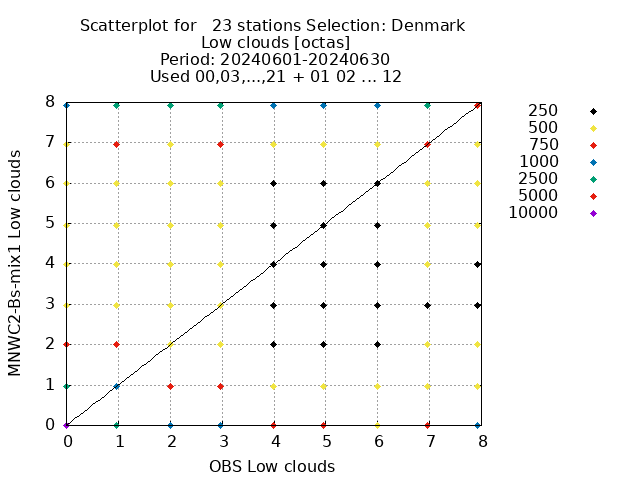 Scatterplot for   23 stations Selection: Denmark
Low clouds [octas]
Period: 20240601-20240630
Used 00,03,...,21 + 01 02 ... 12
8
7
6
5
4
3
2
1
0
MNWC2-Bs-mix1 Low clouds
0 1 2 3 4 5 6 7 8
OBS Low clouds
250
500
750
1000
2500
5000
10000